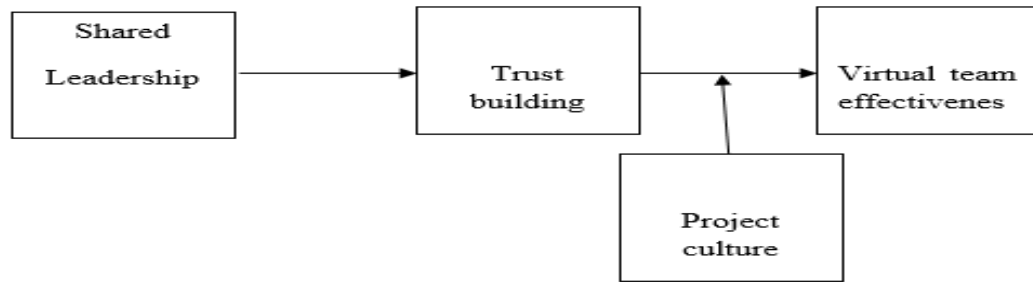 Shared
Leadership
Trust
building
Virtual team
effectivenes
Project
culture